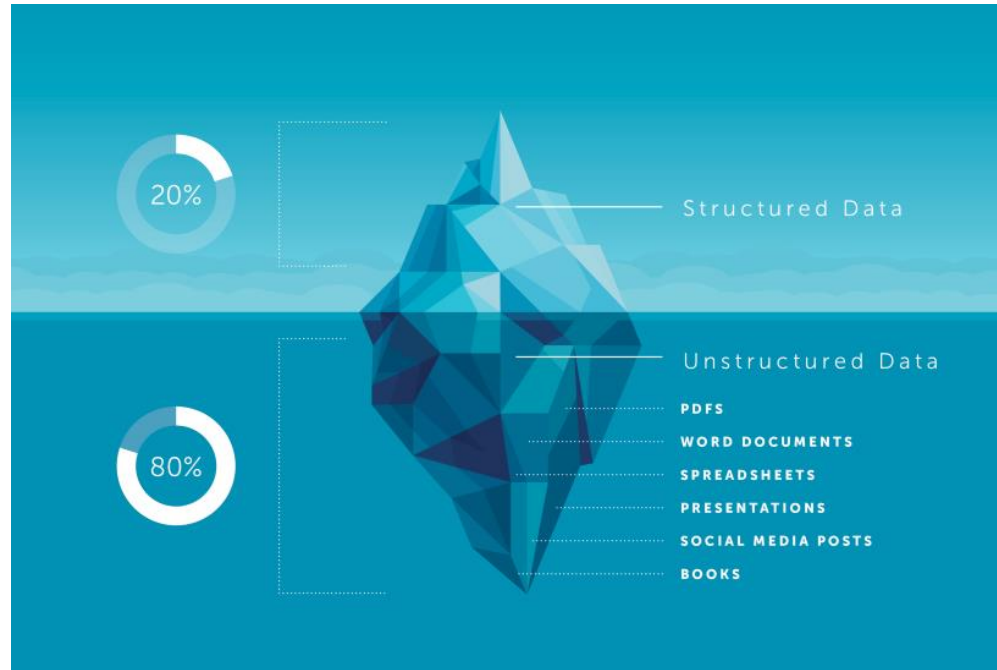 20%
Structured Data
Unstructured Data
80%
PDFS
WORD DOCUMENTS
SPREADSHEETS
PRESENTATIONS
SOCIAL MEDIA POSTS
BOOKS